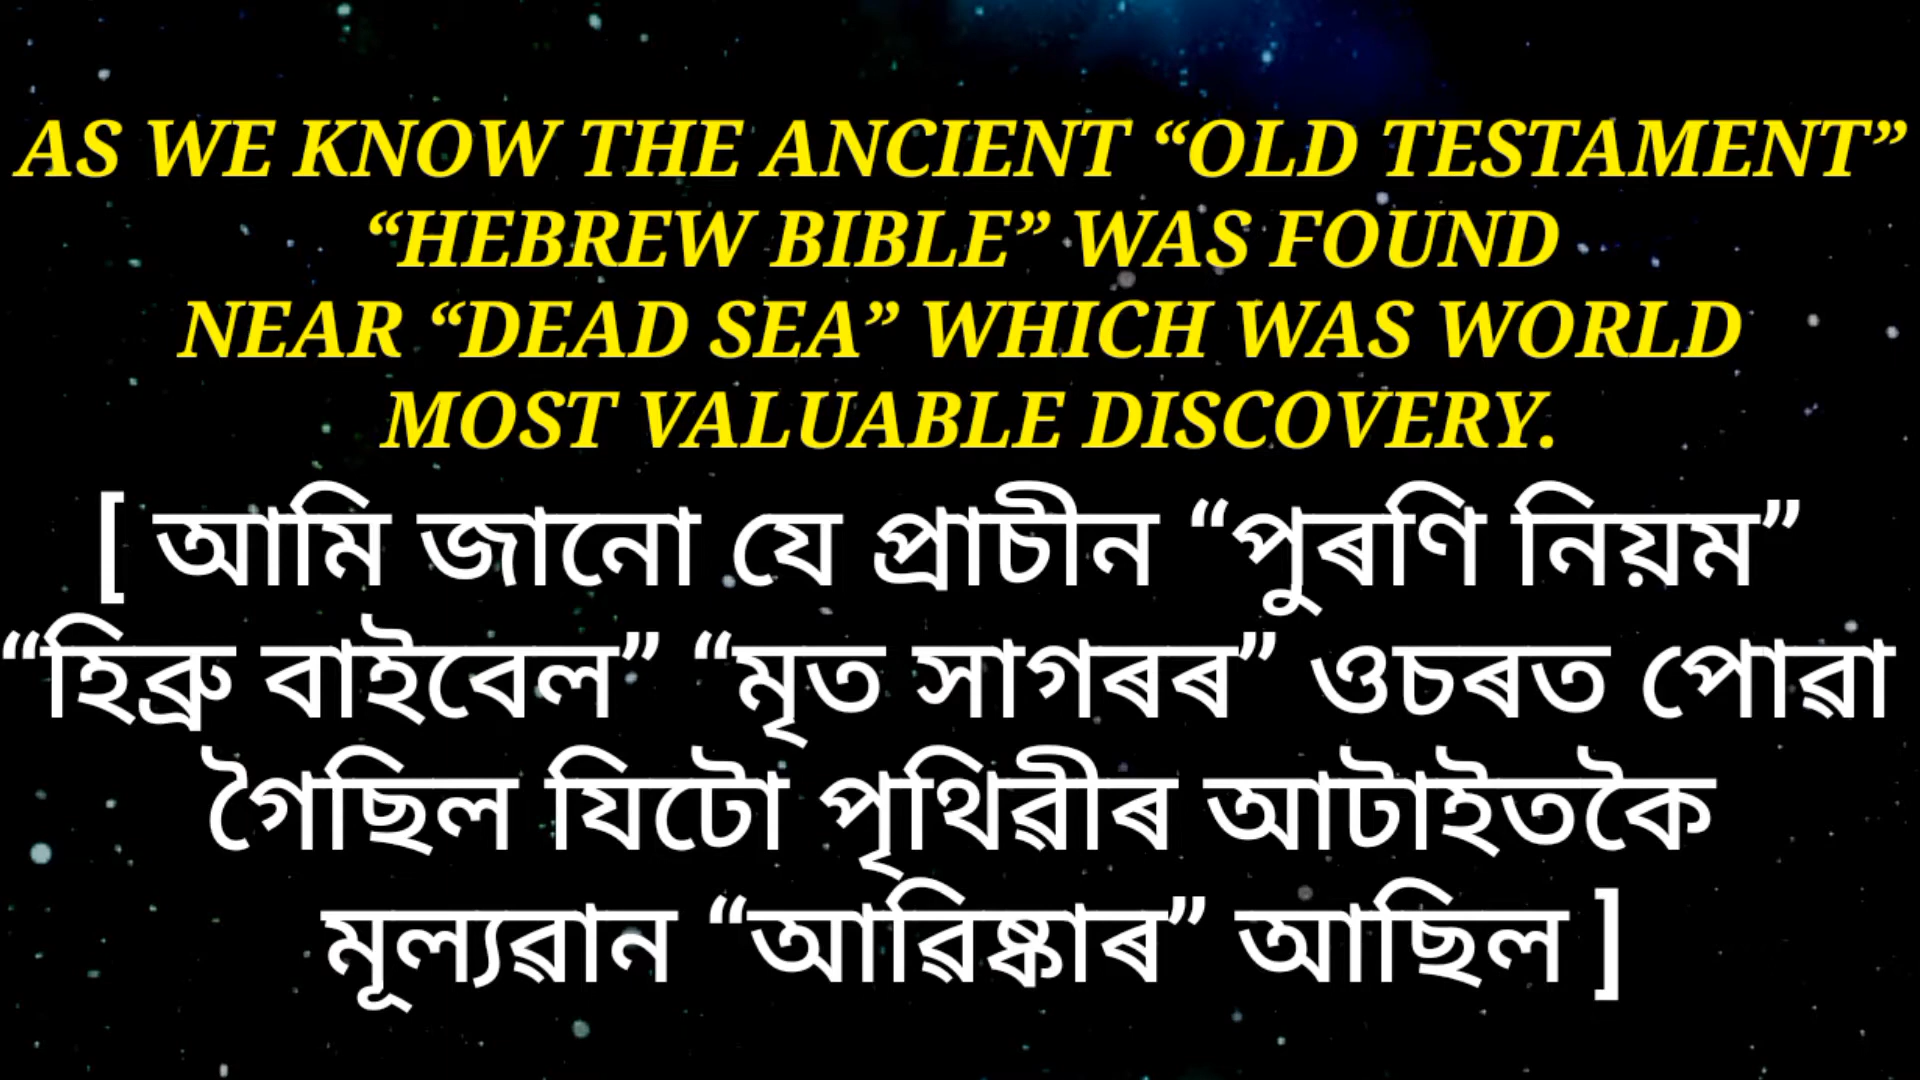 AS WE KNOW THE ANCIENT “OLD TESTAMENT”
“HEBREW BIBLE” WAS FOUND
NEAR “DEAD SEA” WHICH WAS WORLD
MOST VALUABLE DISCOVERY.
[ আমি জানো যে প্ৰাচীন “পুৰণি নিয়ম”
“হিব্ৰু বাইবেল” “মৃত সাগৰৰ” ওচৰত পোৱা
গৈছিল যিটো পৃথিৱীৰ আটাইতকৈ
মূল্যৱান “আৱিষ্কাৰ” আছিল ]